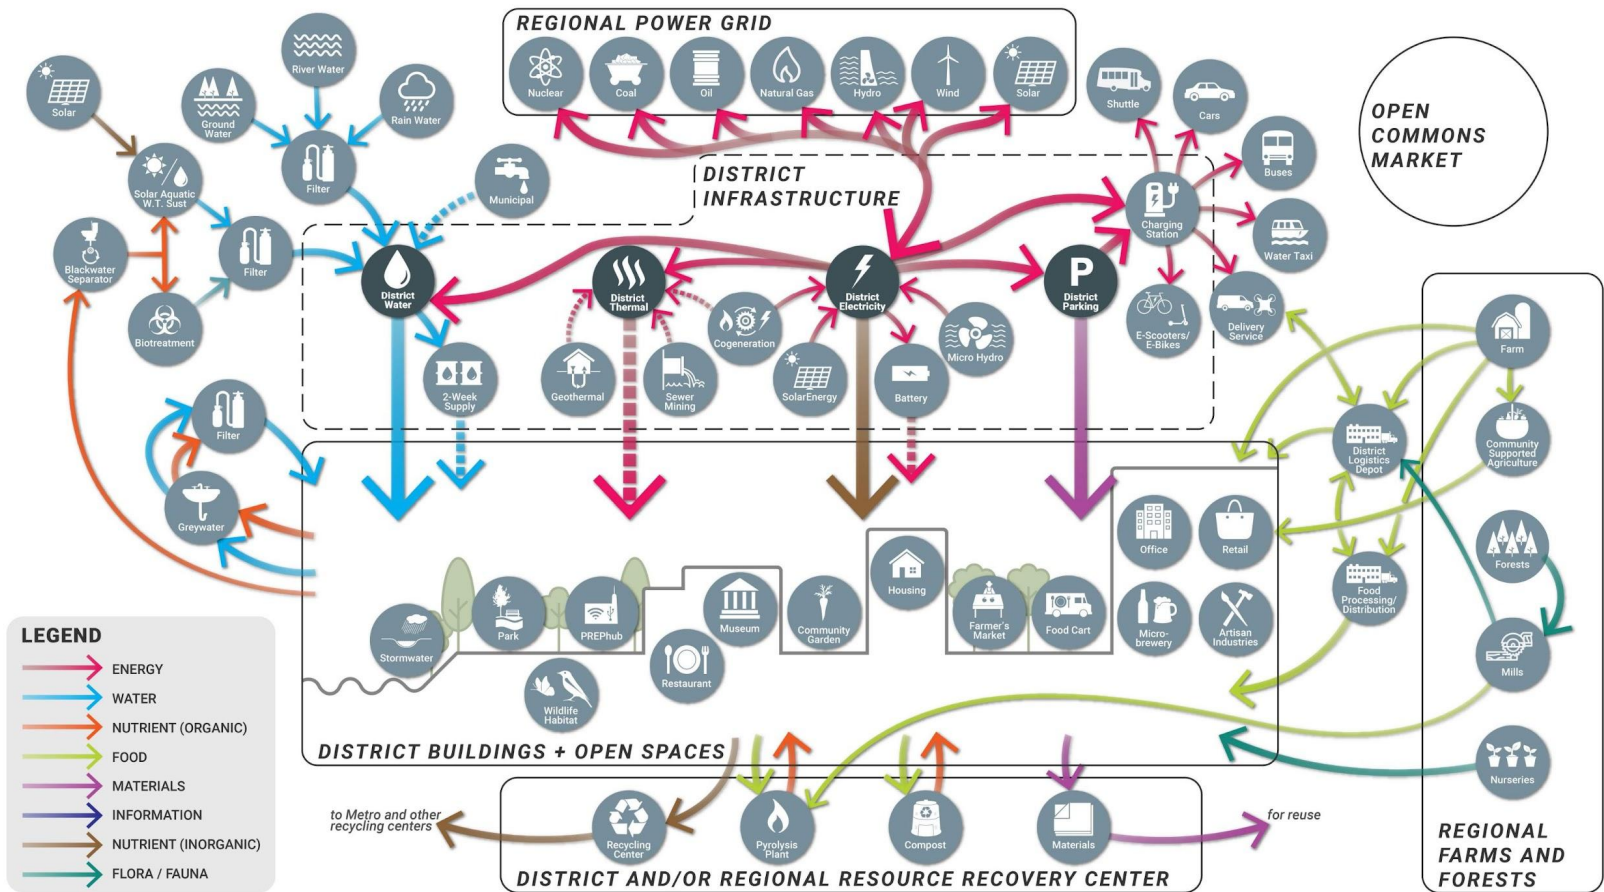 REGIONAL POWER GRID
Nuclear
Coal
Oil
Natural Gas
Hydro
Wind
Solar
Solar
River Water
Ground
Water
Rain Water
Filter
Solar Aquatic
W.T. Sust
Municipal
Blackwater
Separator
Filter
Biotreatment
Shuttle
Cars
Buses
Water Taxi
Charging
Station
E-Scooters/
E-Bikes
Delivery
Service
OPEN
COMMONS
MARKET
DISTRICT
INFRASTRUCTURE
District
Water
District
Thermal
District
Electricity
P
District
Parking
2-Week
Supply
Geothermal
Sewer
Mining
Cogeneration
SolarEnergy
Battery
Micro Hydro
Filter
Greywater
Farm
District
Logistics
Depot
Community
Supported
Agriculture
Forests
Food
Processing/
Distribution
Mills
Nurseries
REGIONAL
FARMS AND
FORESTS
Office
Retail
Micro-
brewery
Artisan
Industries
Stormwater
Park
PREPhub
Wildlife
Habitat
Restaurant
Museum
Community
Garden
Housing
Farmer's
Market
Food Cart
DISTRICT BUILDINGS + OPEN SPACES
LEGEND
ENERGY
WATER
NUTRIENT (ORGANIC)
FOOD
MATERIALS
INFORMATION
NUTRIENT (INORGANIC)
FLORA / FAUNA
to Metro and other
recycling centers
Recycling
Center
Pyrolysis
Plant
Compost
Materials
for reuse
DISTRICT AND/OR REGIONAL RESOURCE RECOVERY CENTER